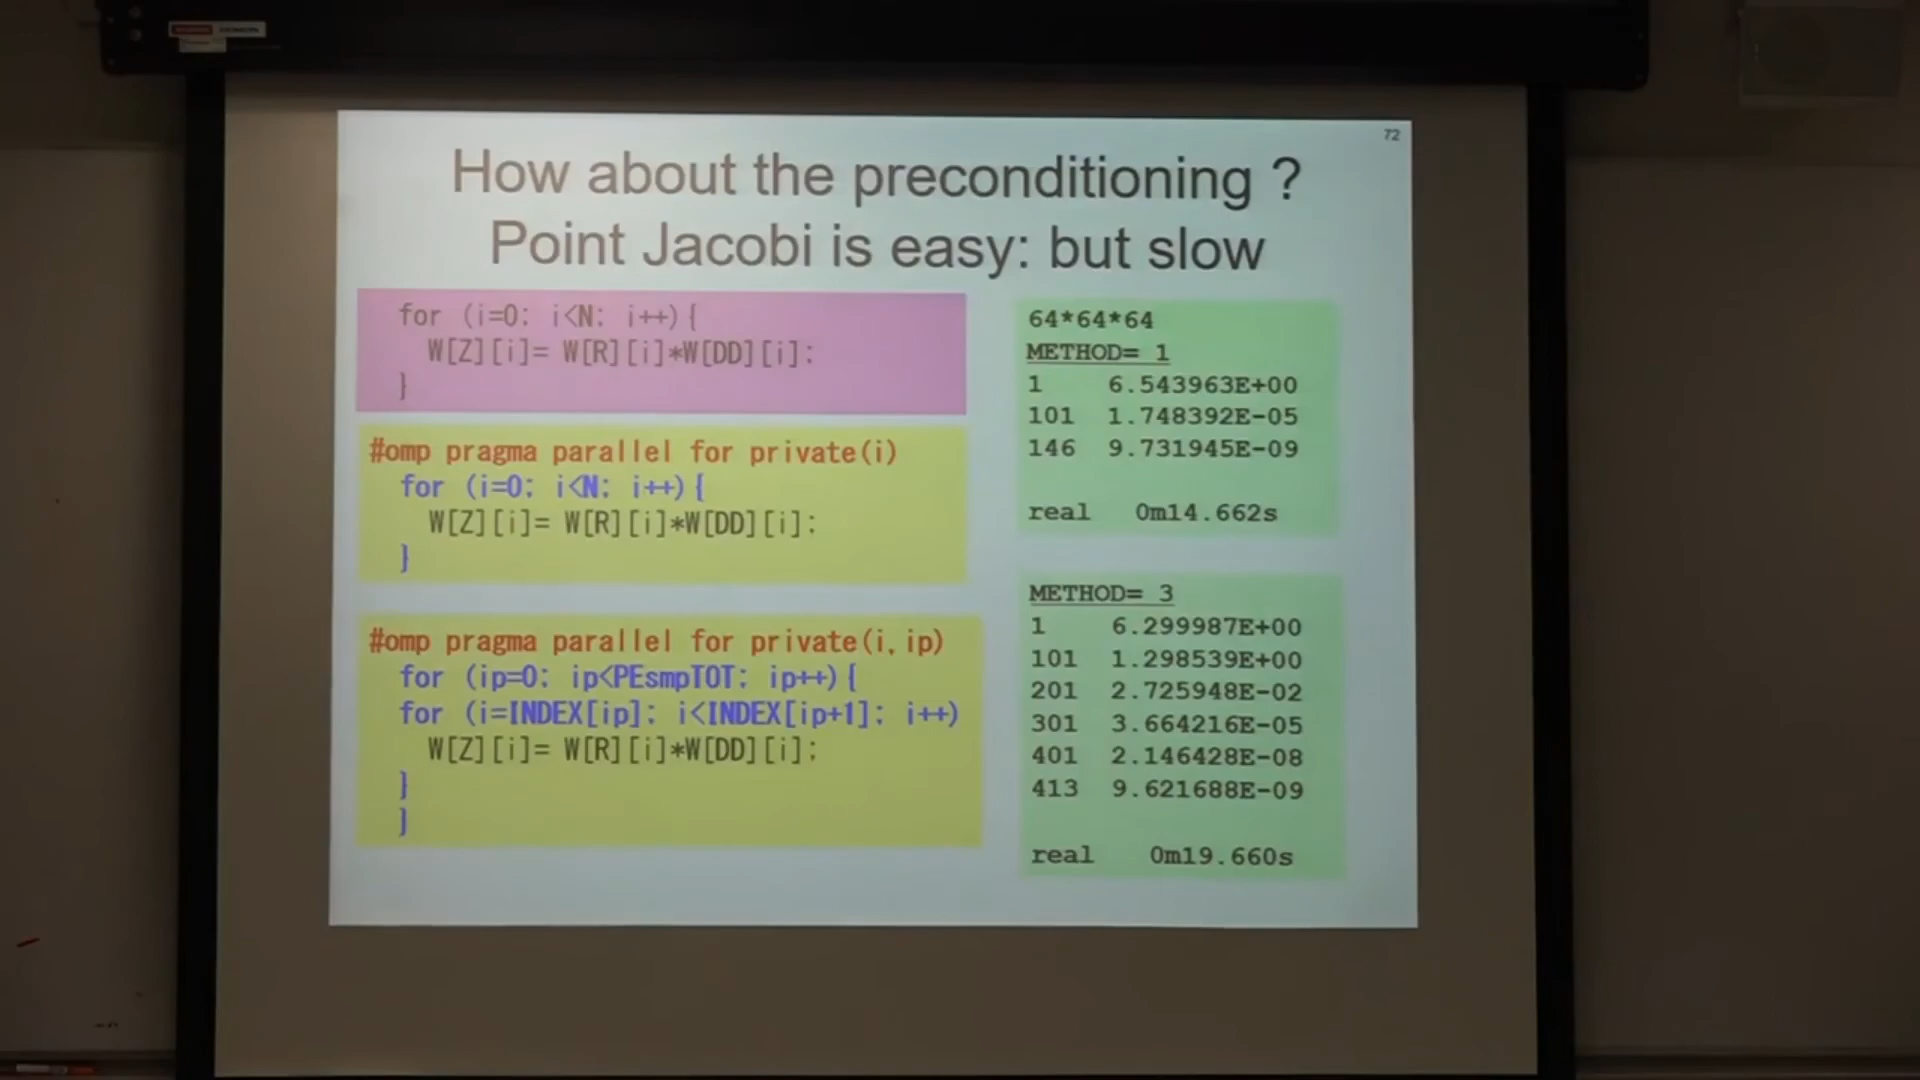 72
How about the preconditioning ?
Point Jacobi is easy: but slow
for (i=0: i<N: i++){
W[Z][i]= W[R][i]*W[DD][i]:
}
#omp pragma parallel for private(i)
for (i=0: i<N: i++){
W[Z][i]= W[R][i]*W[DD][i]:
}
#omp pragma parallel for private(i,ip)
for (ip=0: ip<PEsmpTOT: ip++){
for (i=INDEX[ip]: i<INDEX[ip+1]: i++)
W[Z][i]= W[R][i]*W[DD][i]:
}
}
64*64*64
METHOD= 1
1 6.543963E+00
101 1.748392E-05
146 9.731945E-09
real 0m14.662s
METHOD= 3
1 6.299987E+00
101 1.298539E+00
201 2.725948E-02
301 3.664216E-05
401 2.146428E-08
413 9.621688E-09
real 0m19.660s